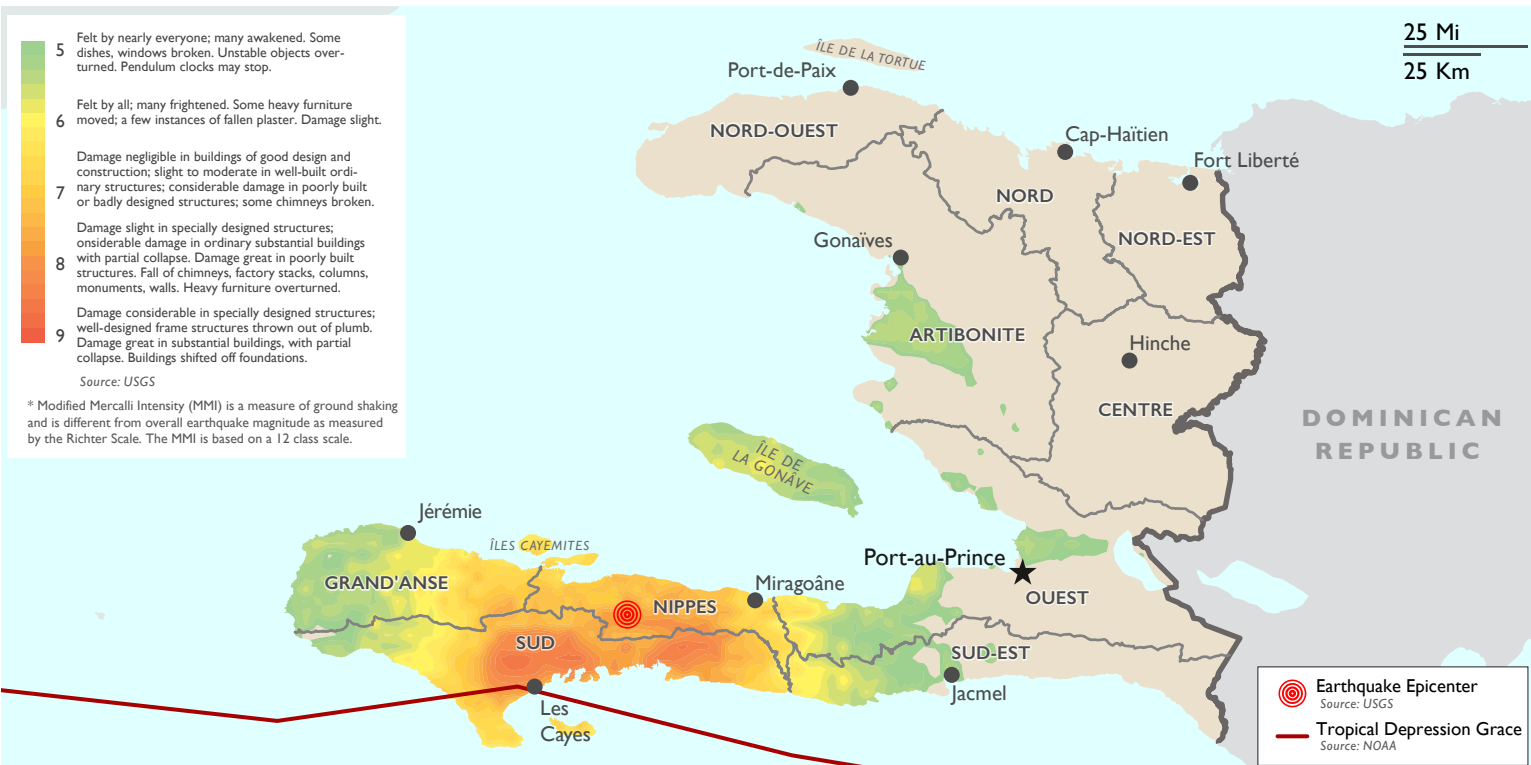 5
Felt by nearly everyone; many awakened. Some
dishes, windows broken. Unstable objects over-
turned. Pendulum clocks may stop.
Felt by all; many frightened. Some heavy furniture
6
moved; a few instances of fallen plaster. Damage slight.
Damage negligible in buildings of good design and
construction; slight to moderate in well-built ordi-
7
nary structures; considerable damage in poorly built
or badly designed structures; some chimneys broken.
Damage slight in specially designed structures;
onsiderable damage in ordinary substantial buildings
with partial collapse. Damage great in poorly built
8
structures. Fall of chimneys, factory stacks, columns,
monuments, walls. Heavy furniture overturned.
Damage considerable in specially designed structures;
well-designed frame structures thrown out of plumb.
9
Damage great in substantial buildings, with partial
collapse. Buildings shifted off foundations.
Source: USGS
* Modified Mercalli Intensity (MMI) is a measure of ground shaking
and is different from overall earthquake magnitude as measured
by the Richter Scale. The MMI is based on a 12 class scale.
25 Mi
25 Km
ÎLE DE LA TORTUE
Port-de-Paix
NORD-OUEST
Cap-Haïtien
Fort Liberté
NORD
NORD-EST
Gonaïves
ARTIBONITE
Hinche
CENTRE
DOMINICAN
REPUBLIC
ÎLE DE
LA GONÂVE
Jérémie
ÎLES CAYEMITES
Port-au-Prince
GRAND'ANSE
Miragoâne
NIPPES
OUEST
SUD
SUD-EST
Jacmel
Les
Cayes
Earthquake Epicenter
Source: USGS
Tropical Depression Grace
Source: NOAA